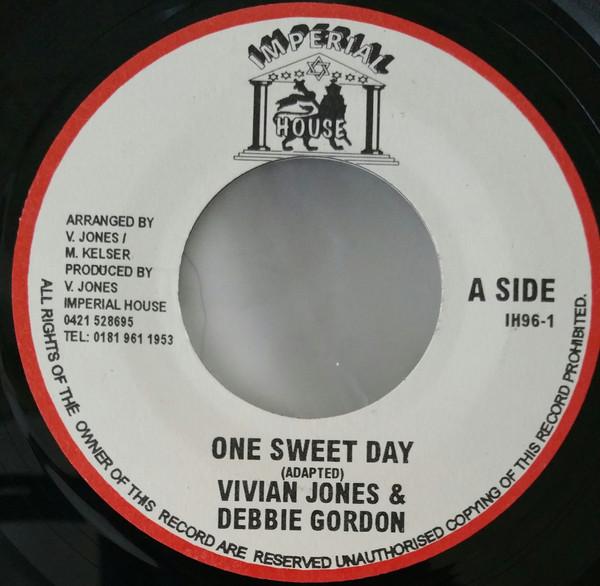 IMPERIAL
HOUSE
ARRANGED BY
V. JONES /
M. KELSER
PRODUCED BY
V. JONES
IMPERIAL HOUSE
0421 528695
TEL: 0181 961 1953
A SIDE
IH96-1
ONE SWEET DAY
(ADAPTED)
VIVIAN JONES &
DEBBIE GORDON
ALL RIGHTS OF THE OWNER OF THIS RECORD ARE RESERVED UNAUTHORISED COPYING OF THIS RECORD PROHIBITED.